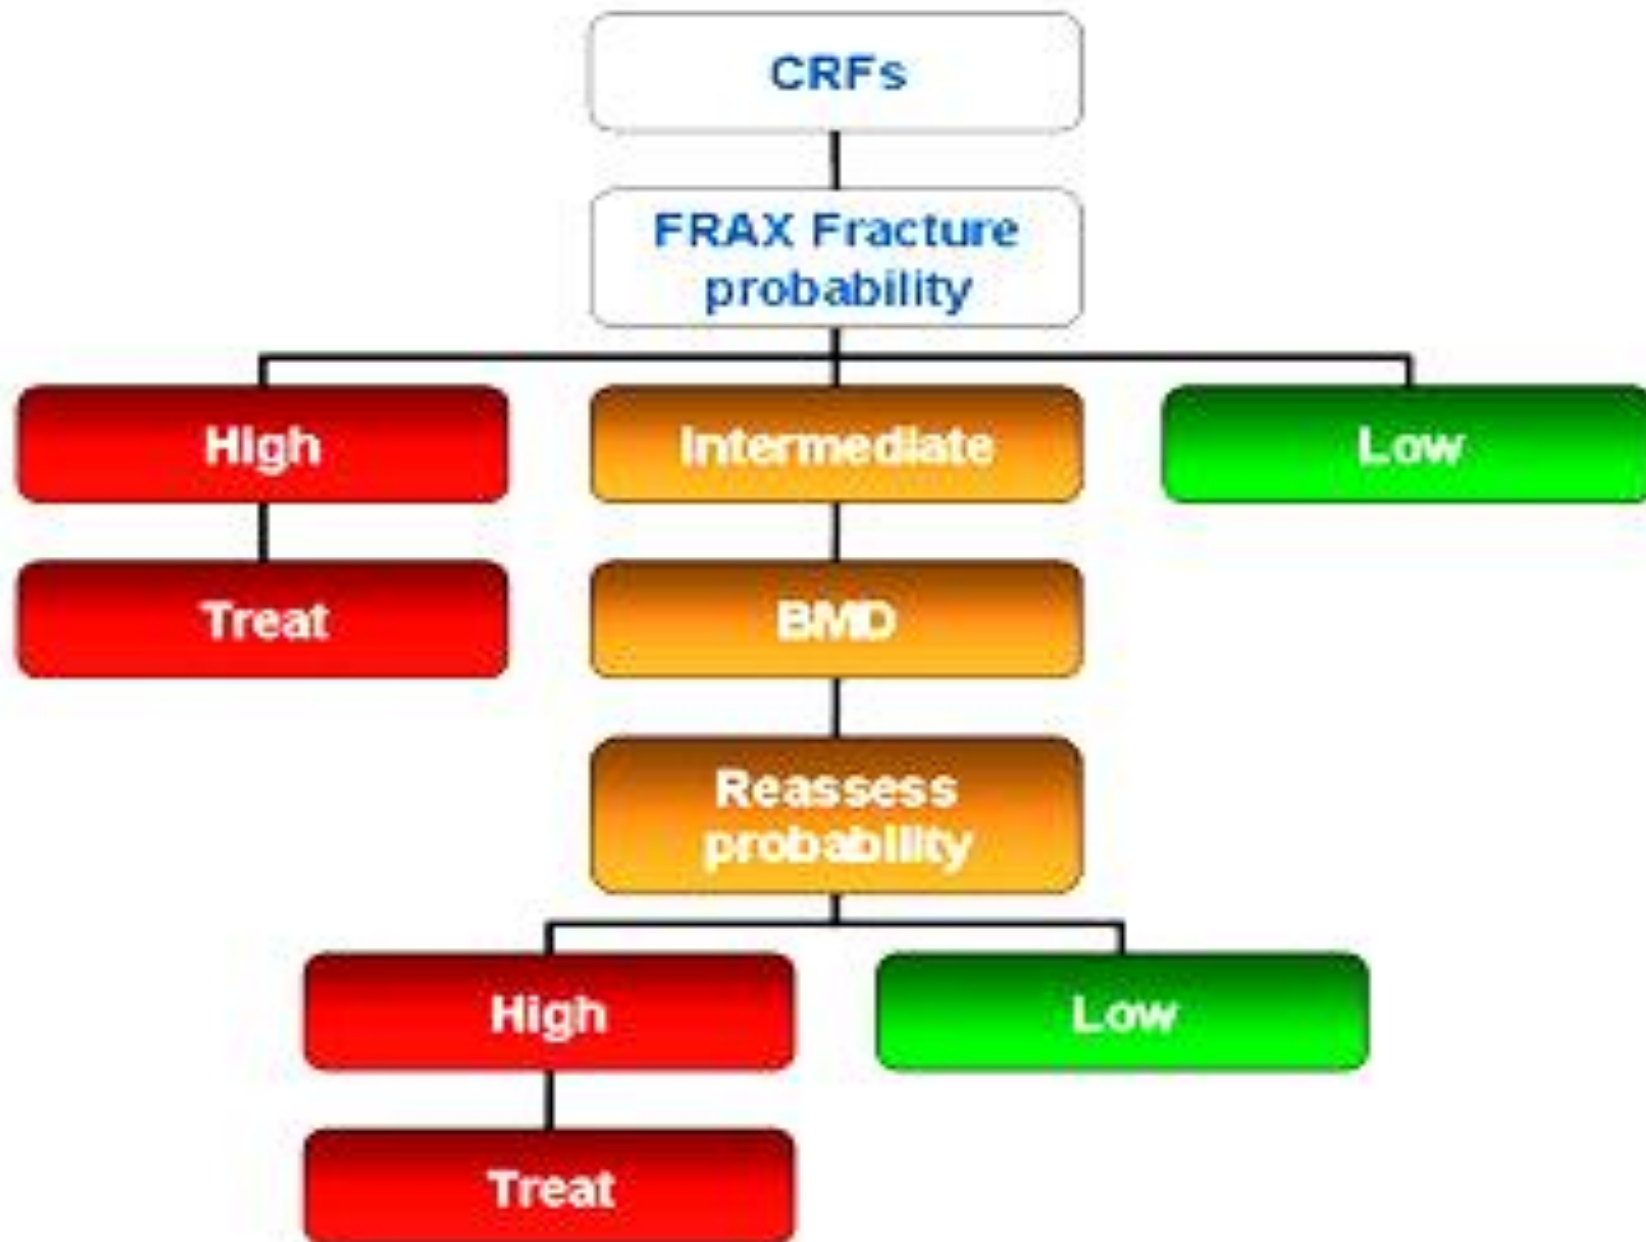 CRFs
FRAX Fracture
probability
High
Intermediate
Low
Treat
BMD
Reassess
probability
High
Low
Treat